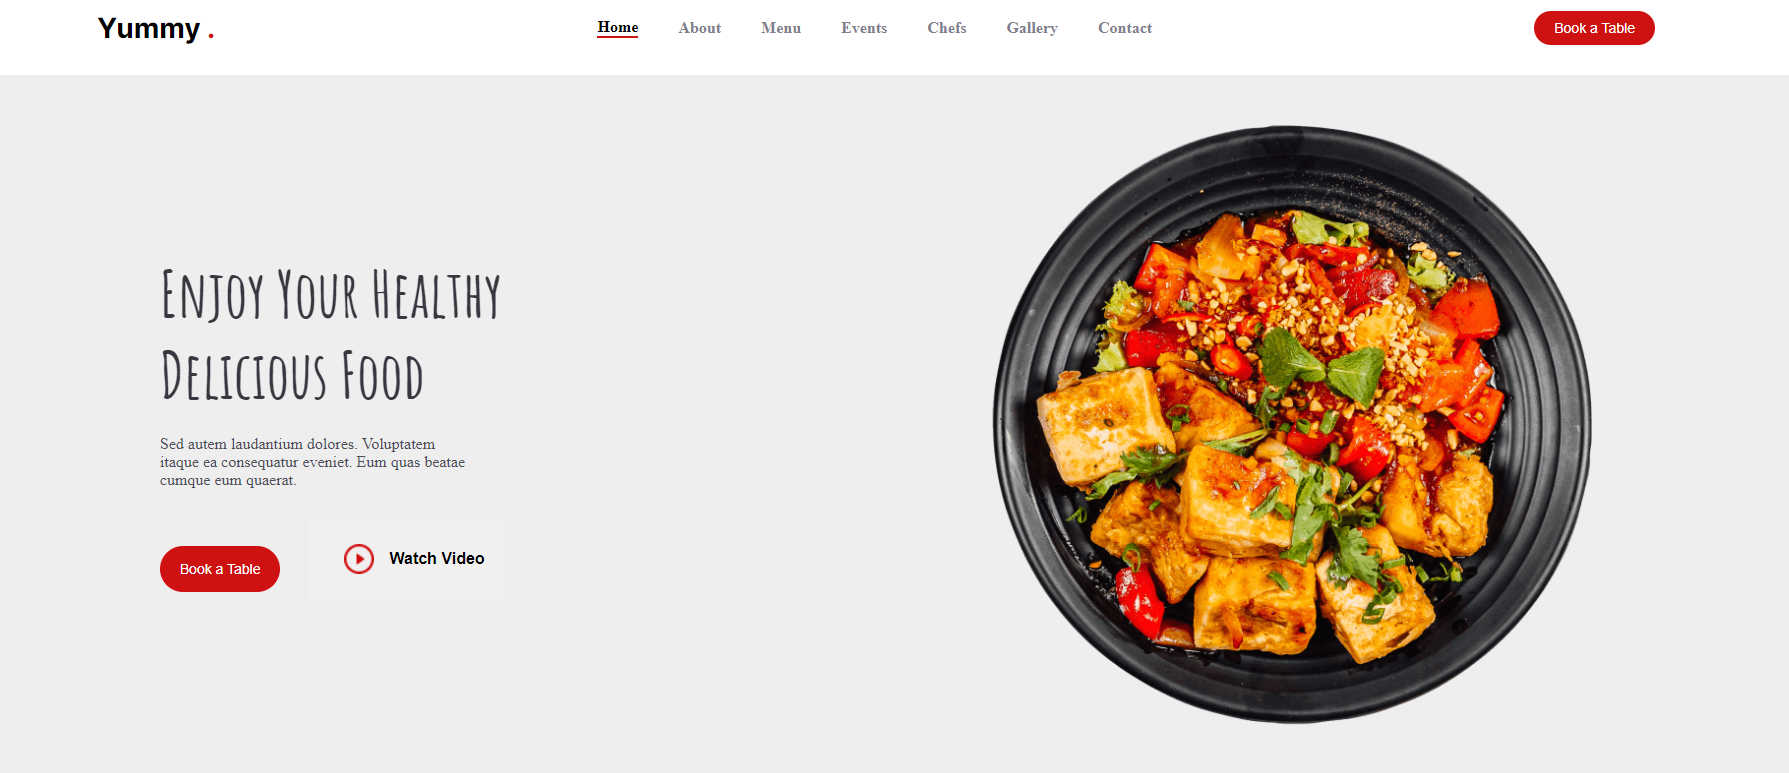 Yummy .
Home About Menu Events Chefs Gallery Contact
Book a Table
Enjoy Your Healthy
Delicious Food
Sed autem laudantium dolores. Voluptatem
itaque ea consequatur eveniet. Eum quas beatae
cumque eum quaerat.
Book a Table
Watch Video